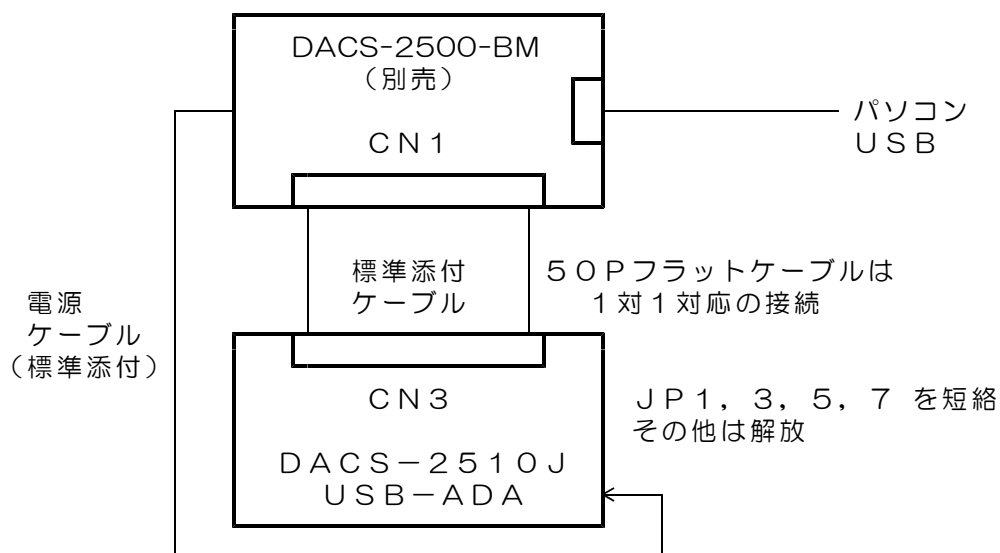 DACS-2500-BM
（別売）
CN1
パソコン
USB
標準添付
ケーブル
50Pフラットケーブルは
1対1対応の接続
電源
ケーブル
（標準添付）
CN3
JP1，3，5，7 を短絡
その他は解放
DACS－2510J
USB－ADA